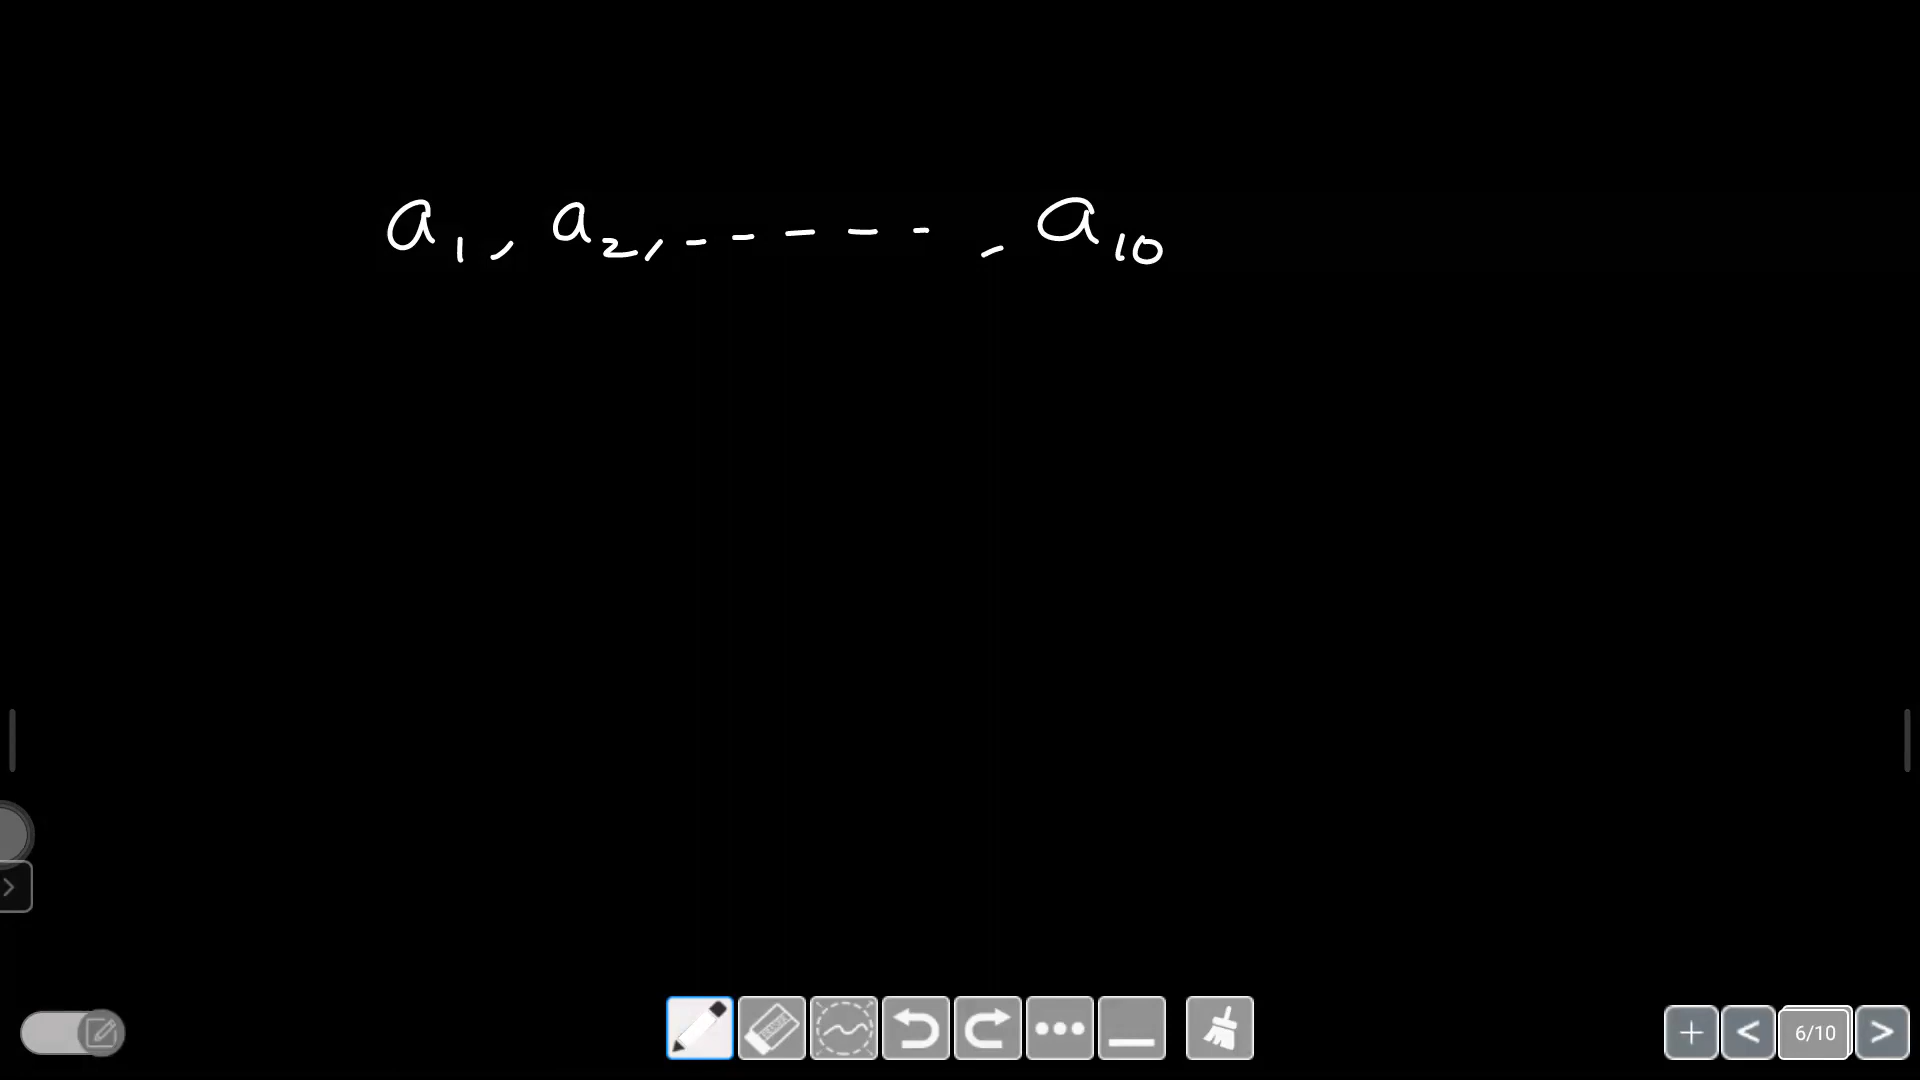 a₁, a₂, ------, a₁₀
6/10